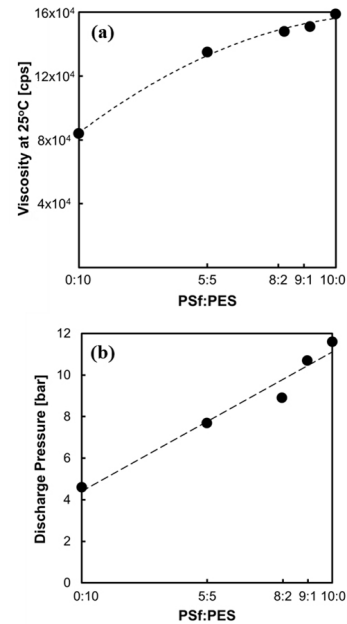 (a)
16x10⁴
12x10⁴
8x10⁴
4x10⁴
Viscosity at 25ºC [cps]
0:10 5:5 8:2 9:1 10:0
PSf:PES
(b)
12
10
8
6
4
2
0
Discharge Pressure [bar]
0:10 5:5 8:2 9:1 10:0
PSf:PES